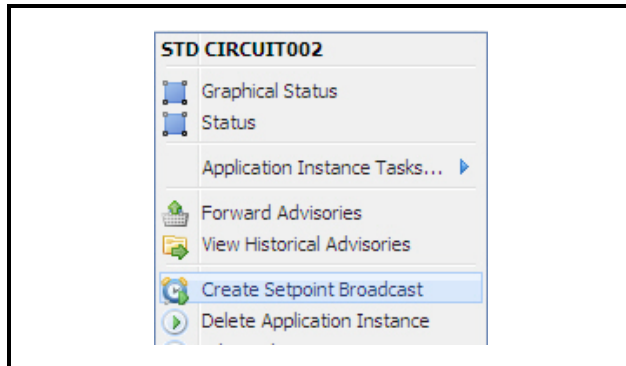 STD CIRCUIT002
Graphical Status
Status
Application Instance Tasks...
Forward Advisories
View Historical Advisories
Create Setpoint Broadcast
Delete Application Instance